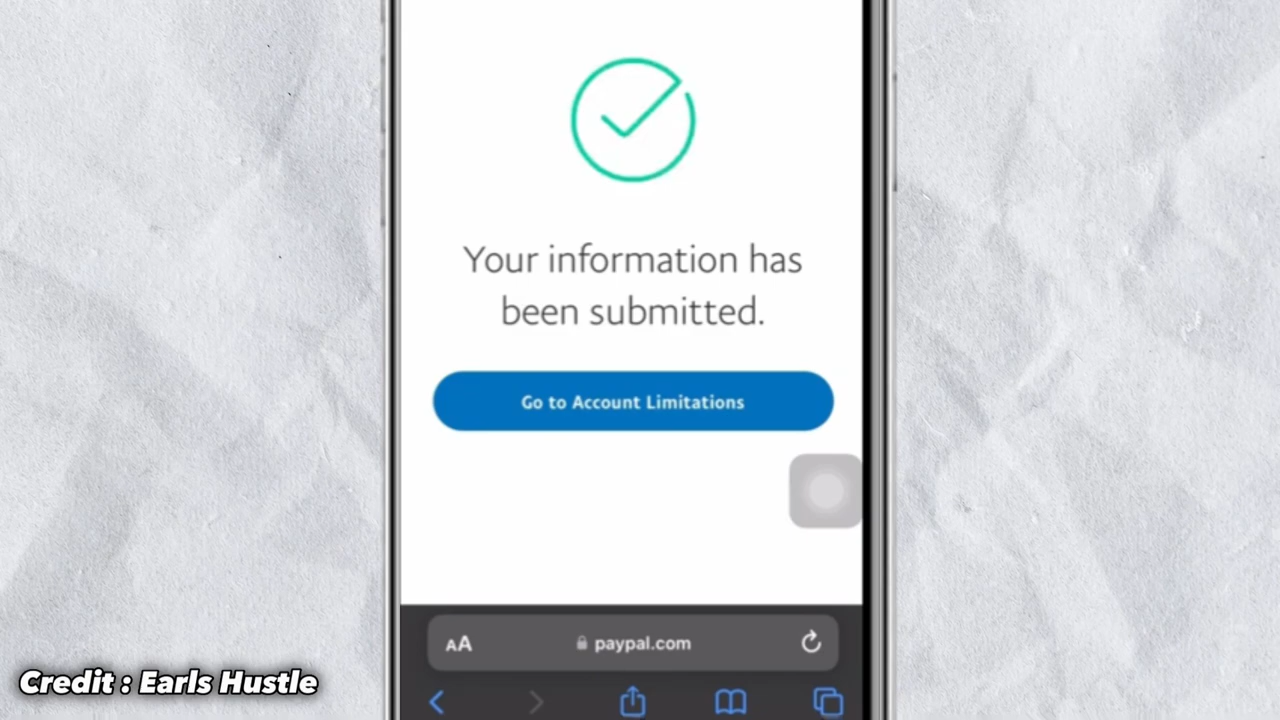 Your information has
been submitted.
Go to Account Limitations
AA
paypal.com
Credit : Earls Hustle